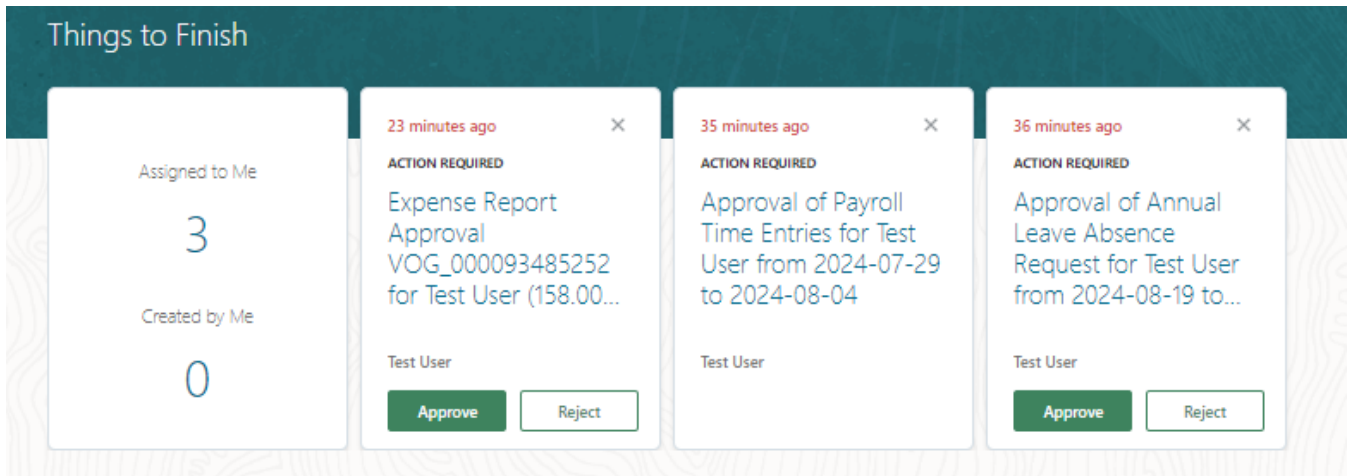 Things to Finish
Assigned to Me
3
Created by Me
0
23 minutes ago
ACTION REQUIRED
Expense Report
Approval
VOG_000093485252
for Test User (158.00...
Test User
Approve
Reject
35 minutes ago
ACTION REQUIRED
Approval of Payroll
Time Entries for Test
User from 2024-07-29
to 2024-08-04
Test User
36 minutes ago
ACTION REQUIRED
Approval of Annual
Leave Absence
Request for Test User
from 2024-08-19 to...
Test User
Approve
Reject